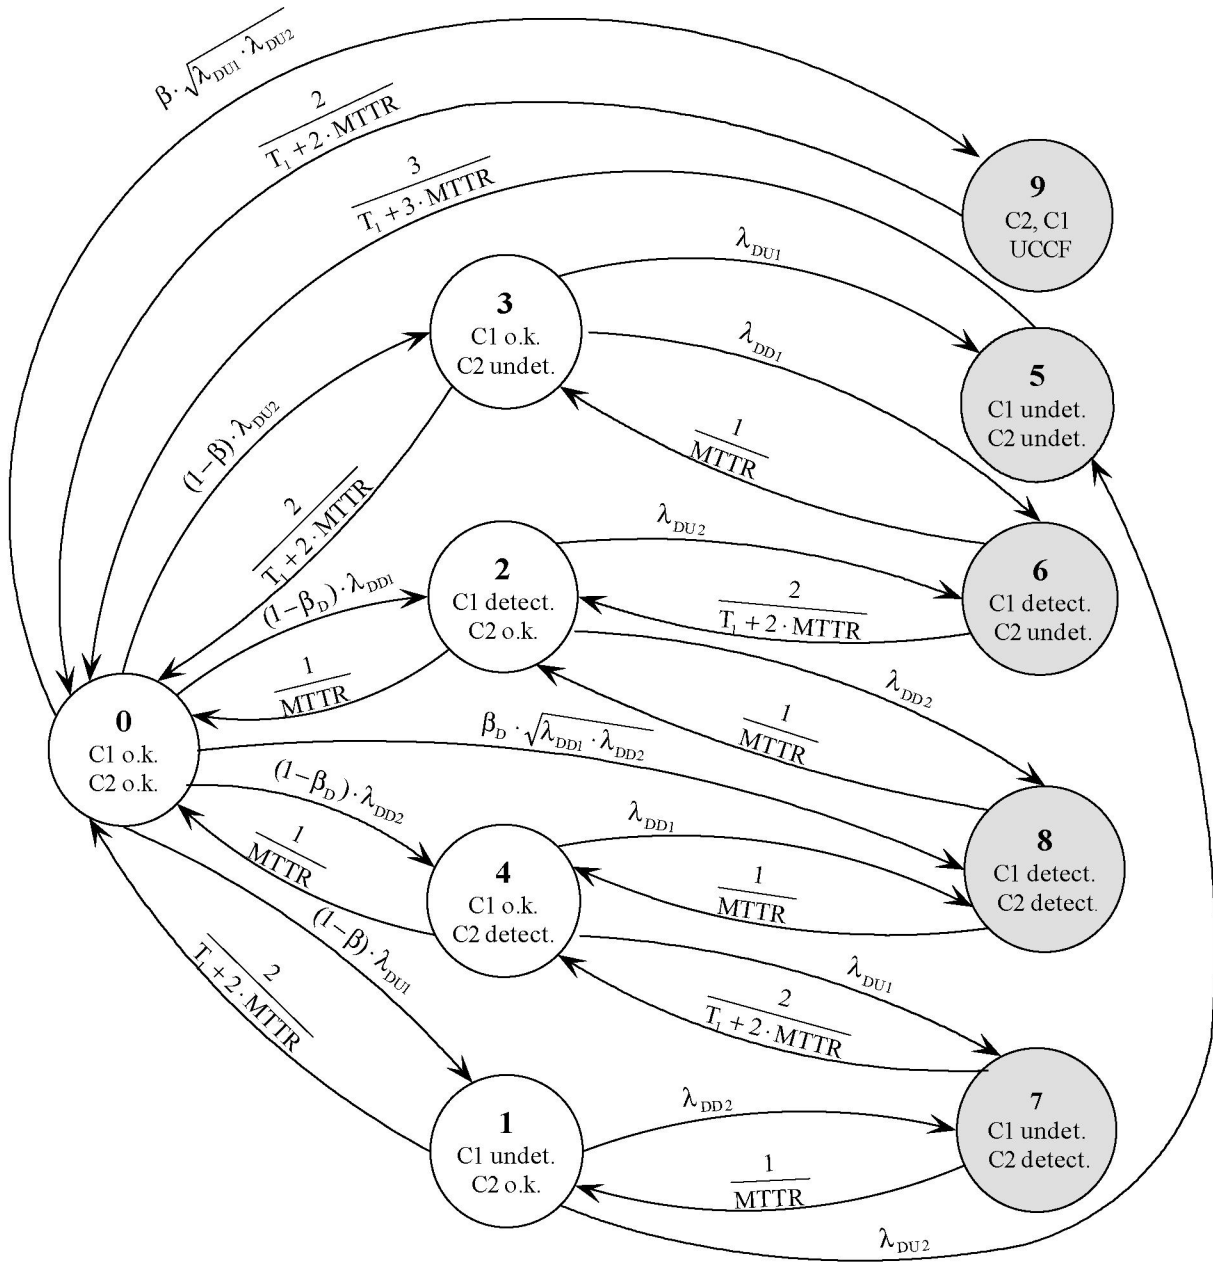 β·√λDU1·λDU2
2
T1+2·MTTR
3
T1+3·MTTR
9
C2, C1
UCCF
λDU1
3
C1 o.k.
C2 undet.
λDD1
5
C1 undet.
C2 undet.
(1−β)·λDU2
1
MTTR
2
T1+2·MTTR
λDU2
2
C1 detect.
C2 o.k.
6
C1 detect.
C2 undet.
(1−βD)·λDD1
2
T1+2·MTTR
1
MTTR
λDD2
0
C1 o.k.
C2 o.k.
βD·√λDD1·λDD2
1
MTTR
(1−βD)·λDD2
λDD1
8
C1 detect.
C2 detect.
1
MTTR
4
C1 o.k.
C2 detect.
1
MTTR
(1−β)·λDU1
λDU1
2
T1+2·MTTR
2
T1+2·MTTR
λDD2
7
C1 undet.
C2 detect.
1
C1 undet.
C2 o.k.
1
MTTR
λDU2